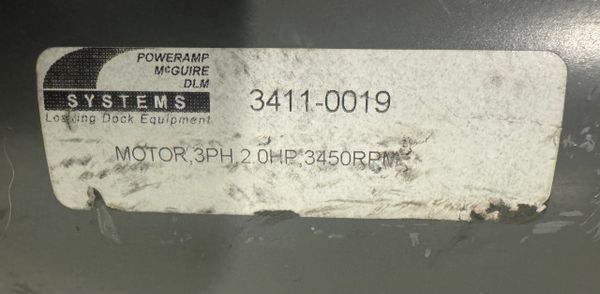 POWERAMP
McGUIRE
DLM
SYSTEMS
Loading Dock Equipment
3411-0019
MOTOR,3PH,2.0HP,3450RPM